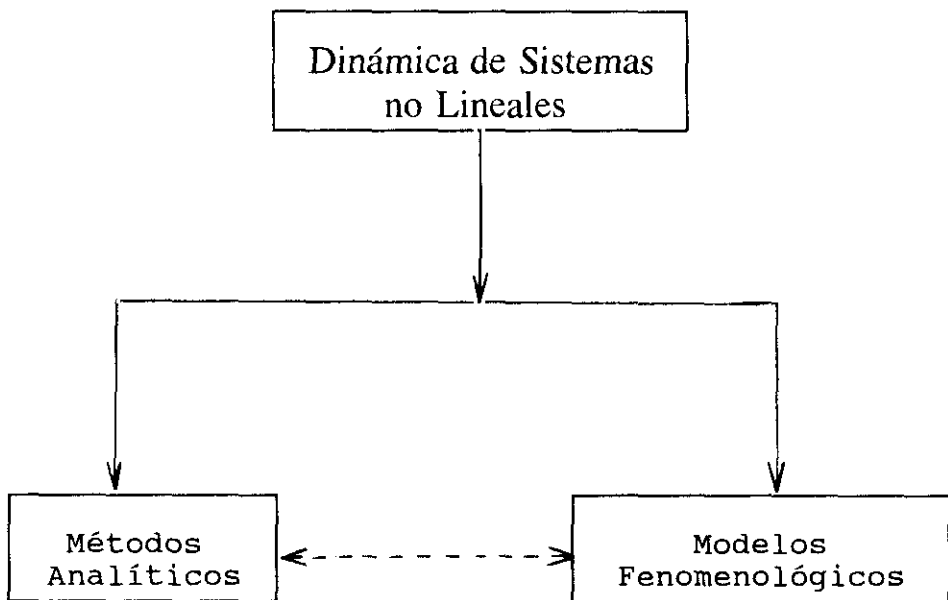 Dinámica de Sistemas
no Lineales
Métodos
Analíticos
Modelos
Fenomenológicos